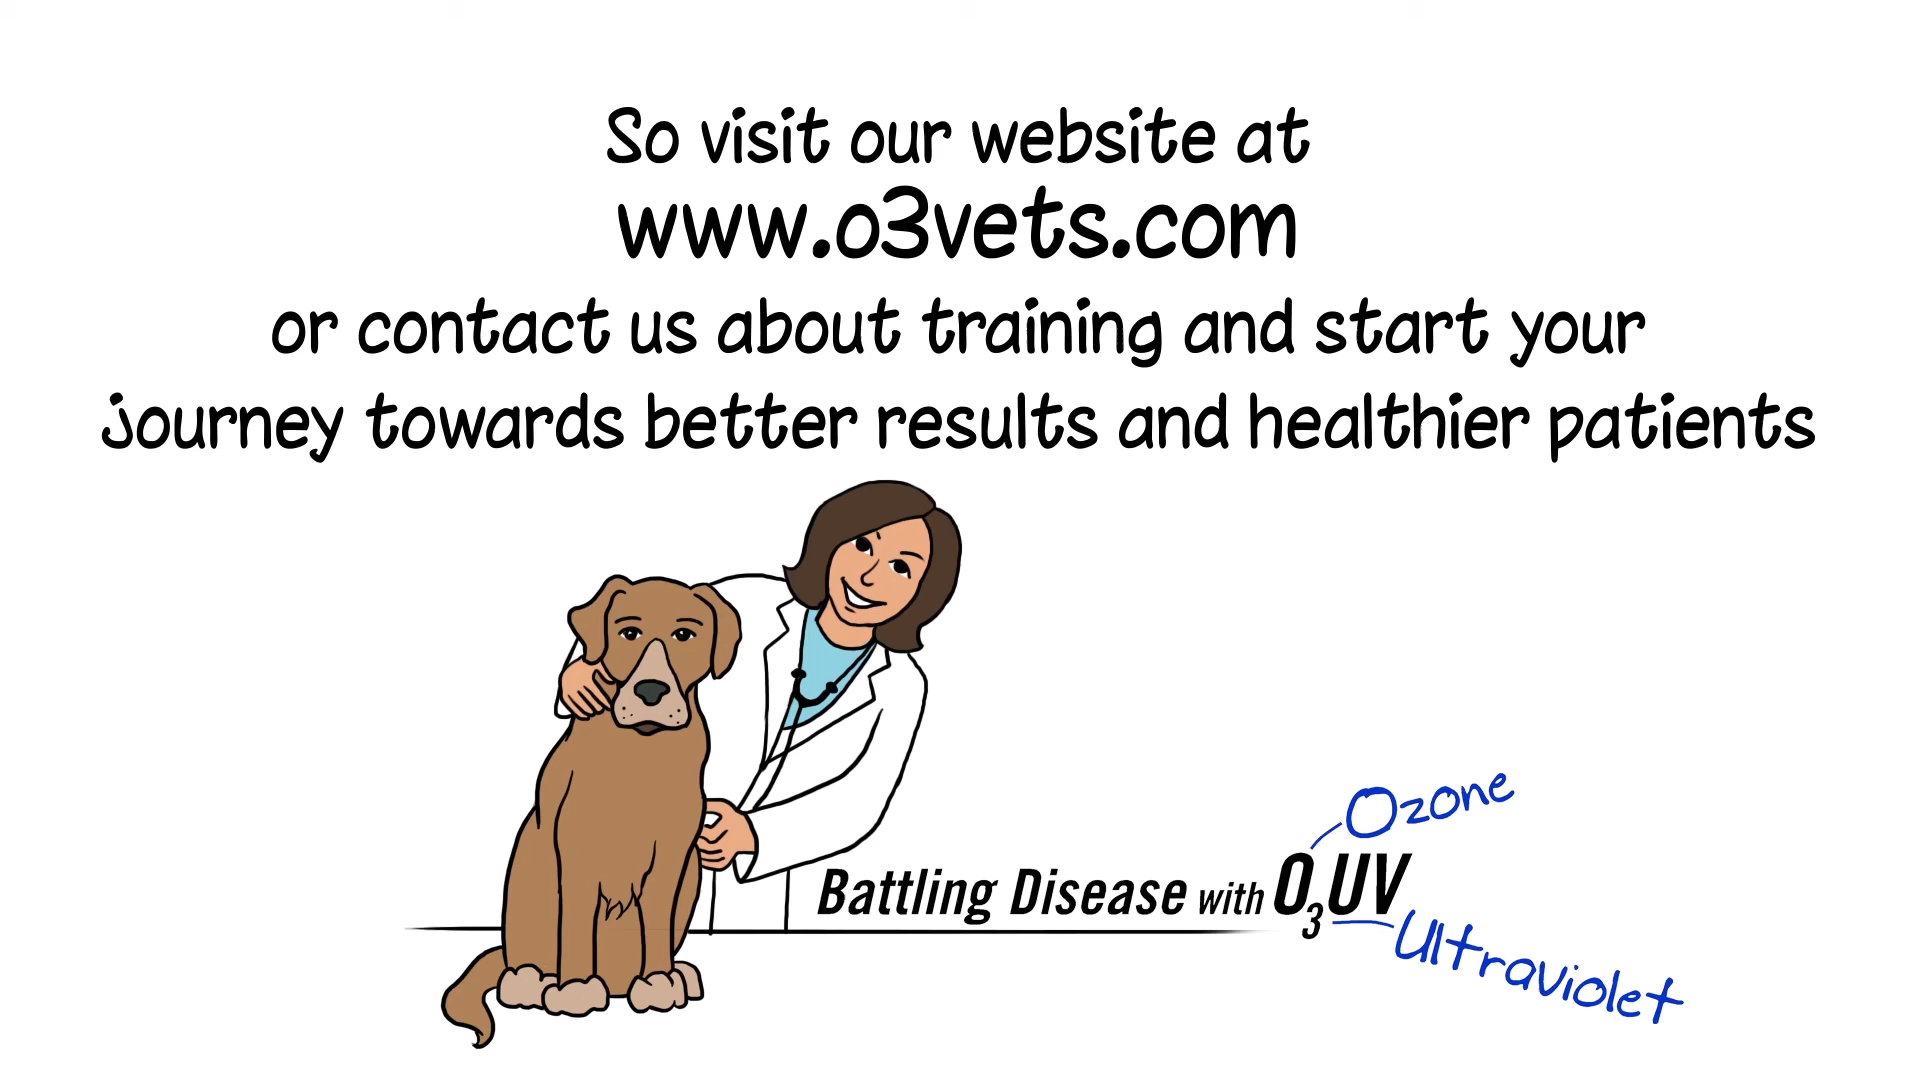 So visit our website at
www.o3vets.com
or contact us about training and start your
journey towards better results and healthier patients
Ozone
Battling Disease with O3UV
Ultraviolet